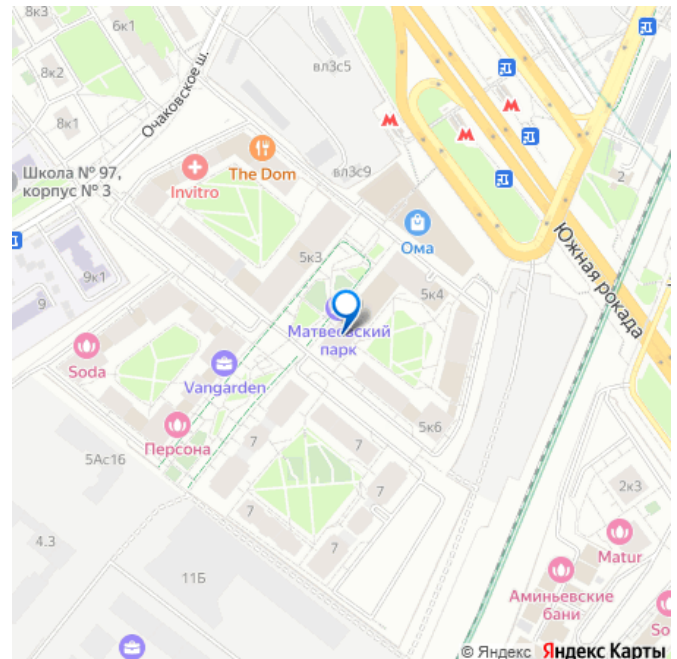 8к3
6к1
8к2
8к1
Очаковское ш.
вл3с5
The Dom
вл3с9
Школа № 97,
корпус № 3
Invitro
2
Ома
Южная рокада
5к3
9к1
9
5к4
Матвеевский
парк
Soda
Vangarden
5к6
Персона
7
7
7
7
7
5Ас16
2к3
4.3
Matur
11Б
Аминьевские
бани
So
© Яндекс Яндекс Карты